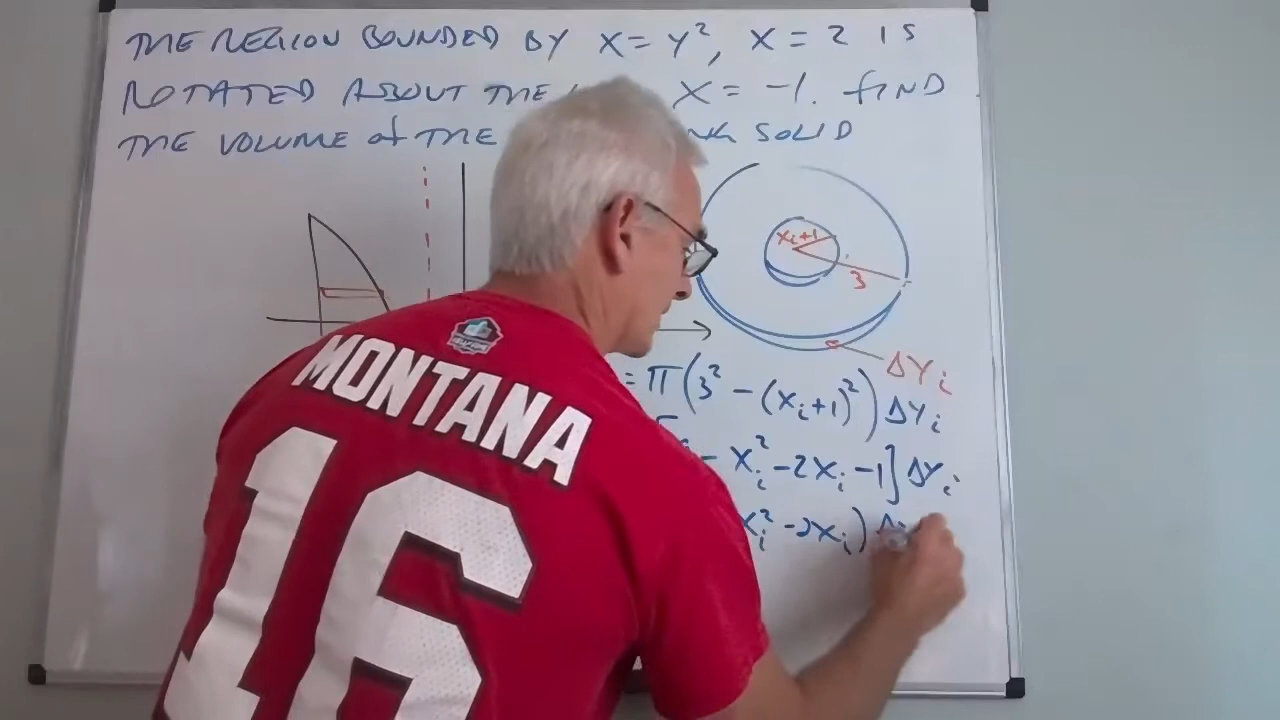 THE REGION BOUNDED BY X = Y², X = 2 IS
ROTATED ABOUT THE X = -1. FIND
THE VOLUME of THE SOLID
Xi+1
3
ΔYi
= π(3² - (Xi+1)²)ΔYi
- Xi² - 2Xi - 1]ΔYi
Xi² - 2Xi)
MONTANA
16